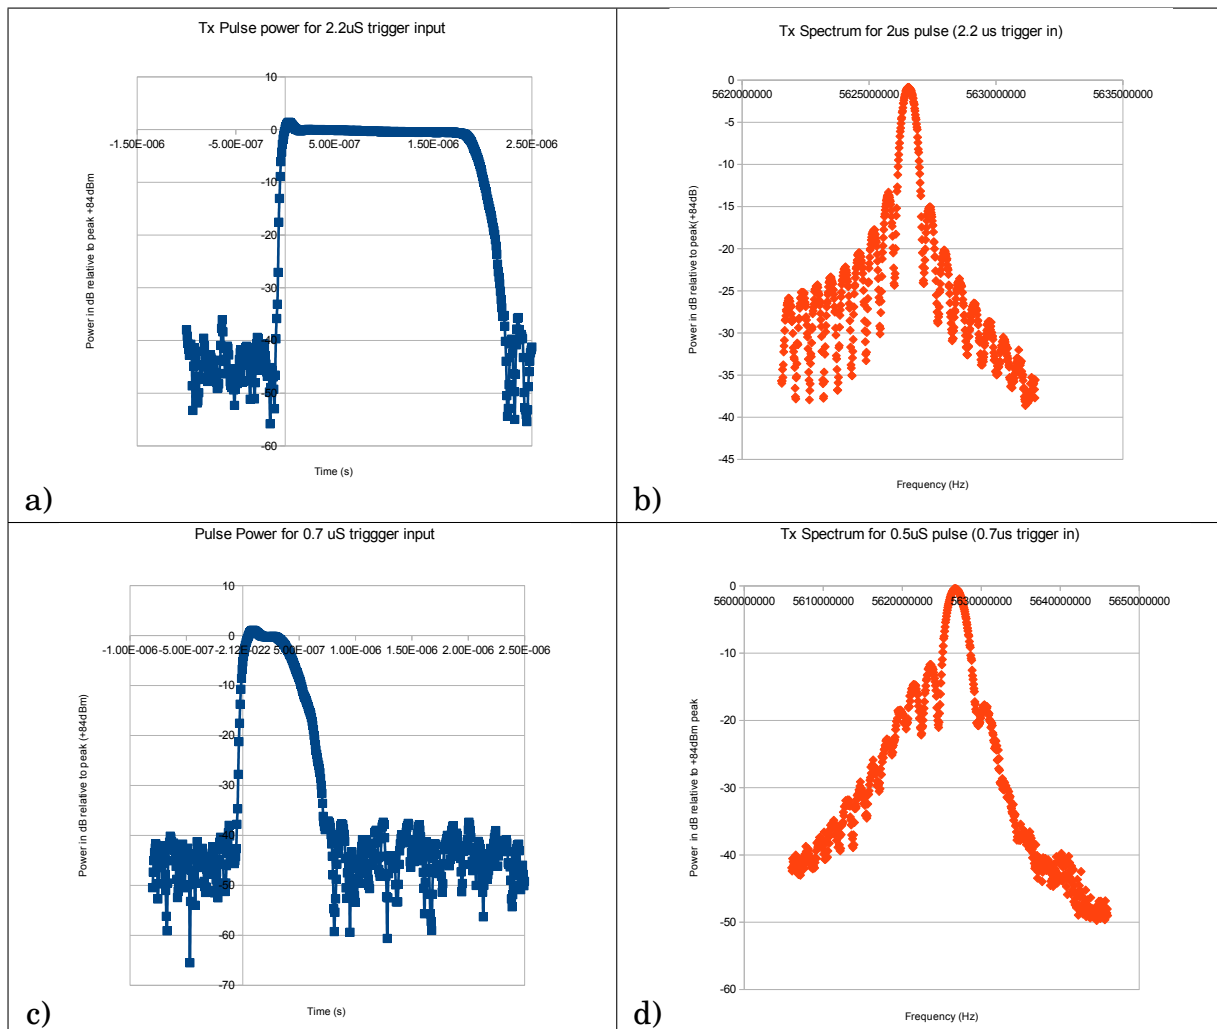 Tx Pulse power for 2.2uS trigger input
10
0
-1.50E-006 -5.00E-007 5.00E-007 1.50E-006 2.50E-006
-10
-20
-30
-40
-50
-60
Power in dB relative to peak +84dBm
Time (s)
a)
Tx Spectrum for 2us pulse (2.2 us trigger in)
0
5620000000 5625000000 5630000000 5635000000
-5
-10
-15
-20
-25
-30
-35
-40
-45
Power in dB relative to peak(+84dB)
Frequency (Hz)
b)
Pulse Power for 0.7 uS triggger input
10
0
-1.00E-006 -5.00E-007 -2.12E-022 5.00E-007 1.00E-006 1.50E-006 2.00E-006 2.50E-006
-10
-20
-30
-40
-50
-60
-70
Power in dB relative to peak (+84dBm)
Time (s)
c)
Tx Spectrum for 0.5uS pulse (0.7us trigger in)
0
5600000000 5610000000 5620000000 5630000000 5640000000 5650000000
-10
-20
-30
-40
-50
-60
Power in dB relative to +84dBm peak
Frequency (Hz)
d)